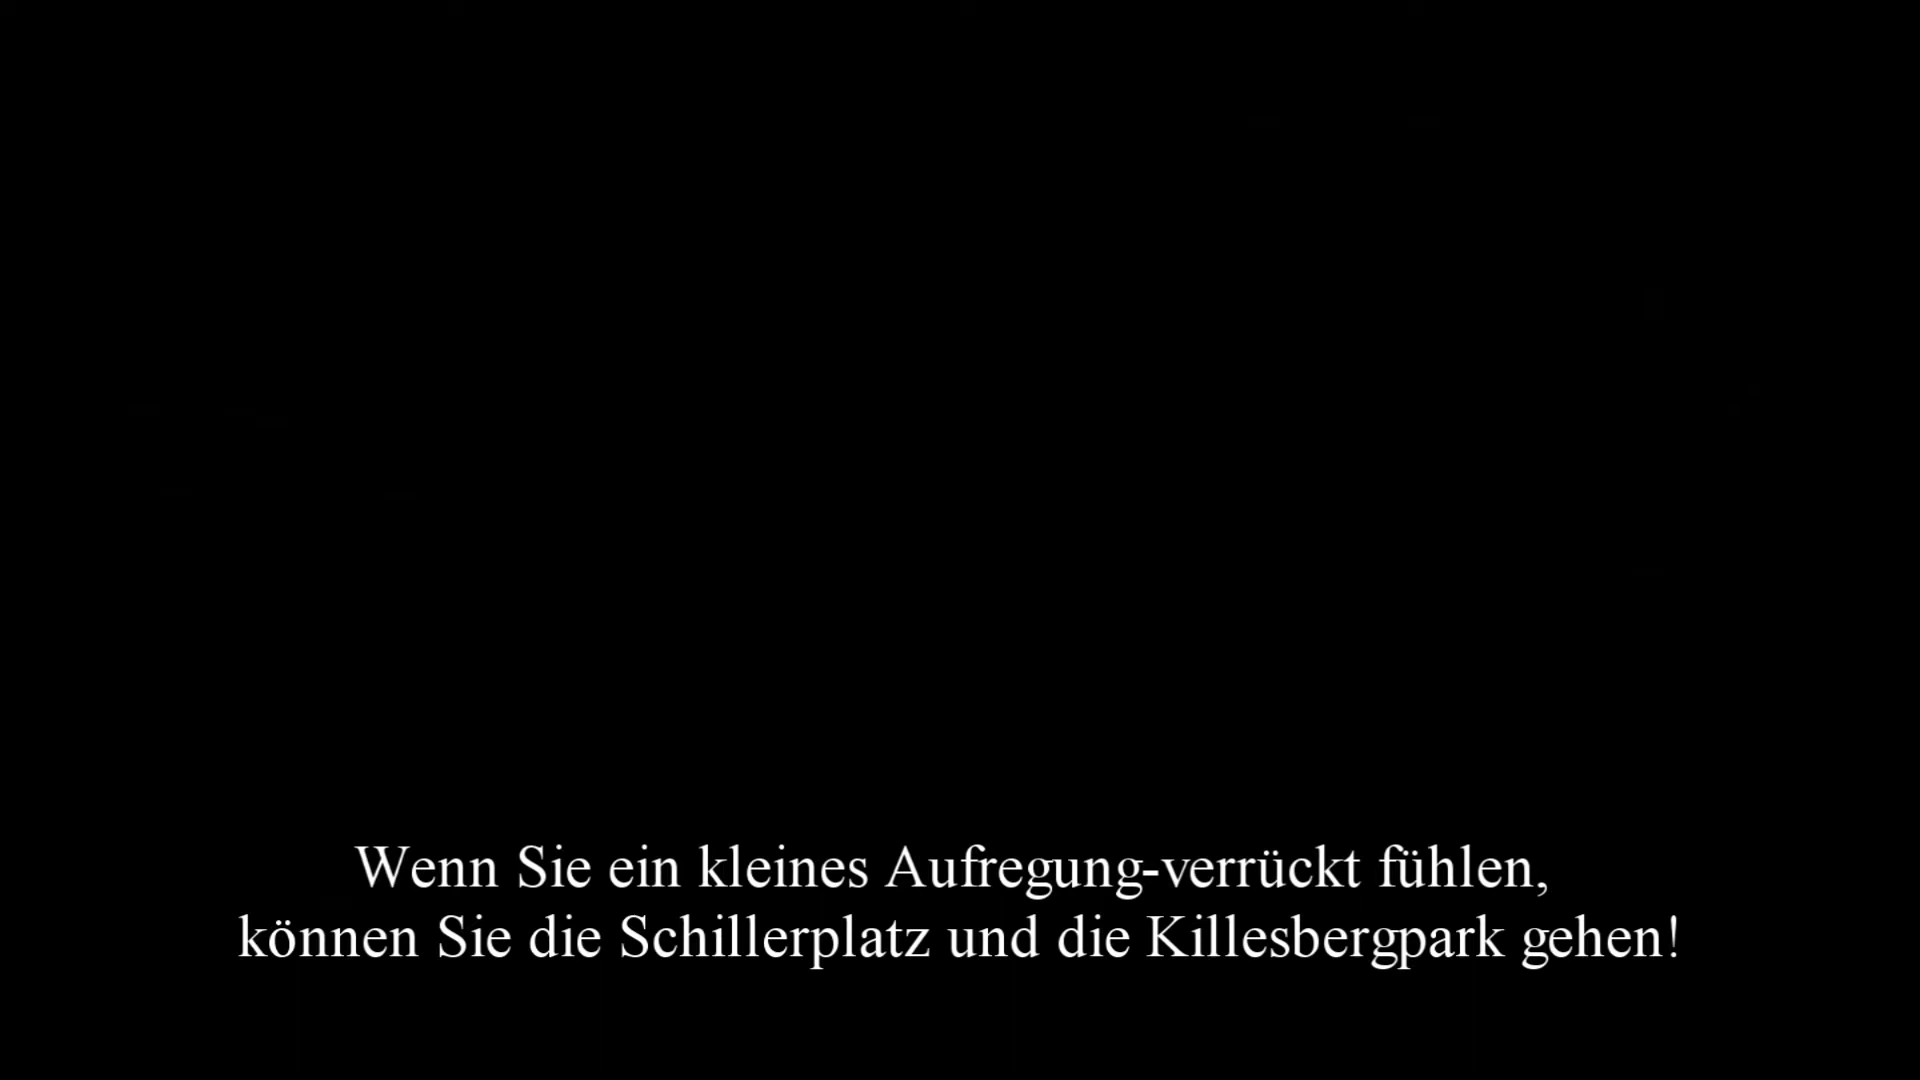 Wenn Sie ein kleines Aufregung-verrückt fühlen,
können Sie die Schillerplatz und die Killesbergpark gehen!